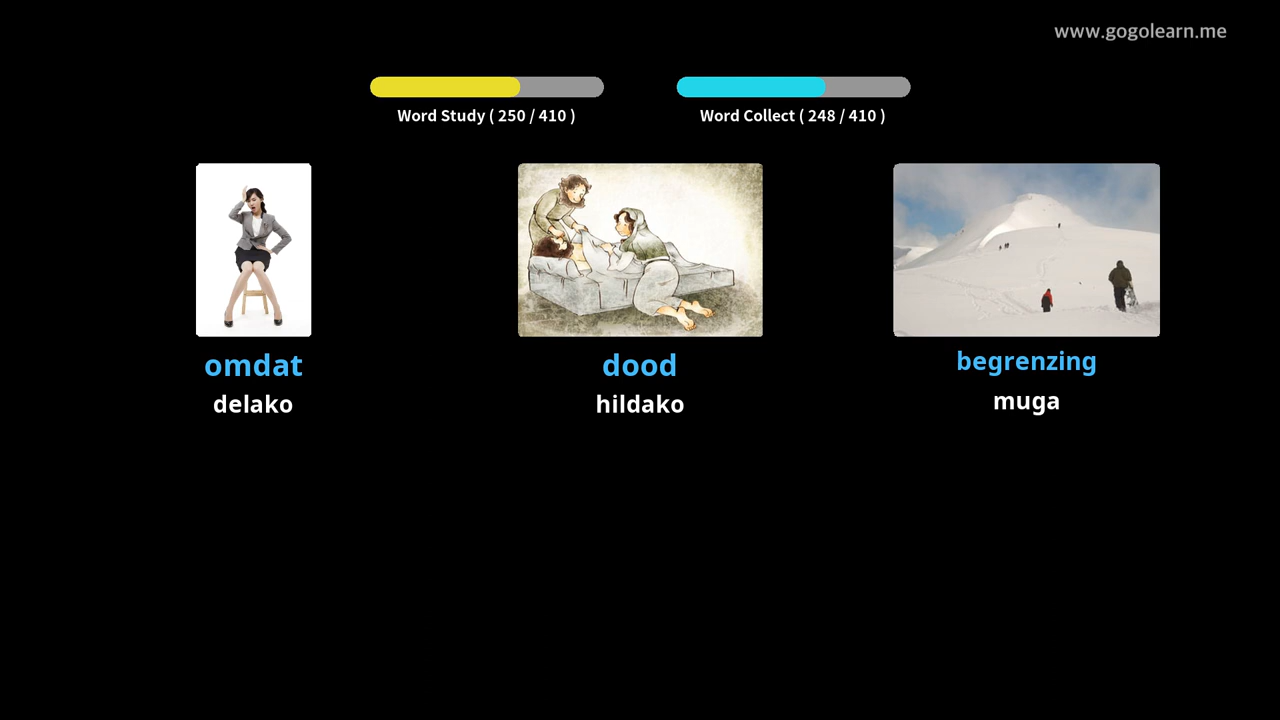 www.gogolearn.me
Word Study ( 250 / 410 )
Word Collect ( 248 / 410 )
omdat
delako
dood
hildako
begrenzing
muga